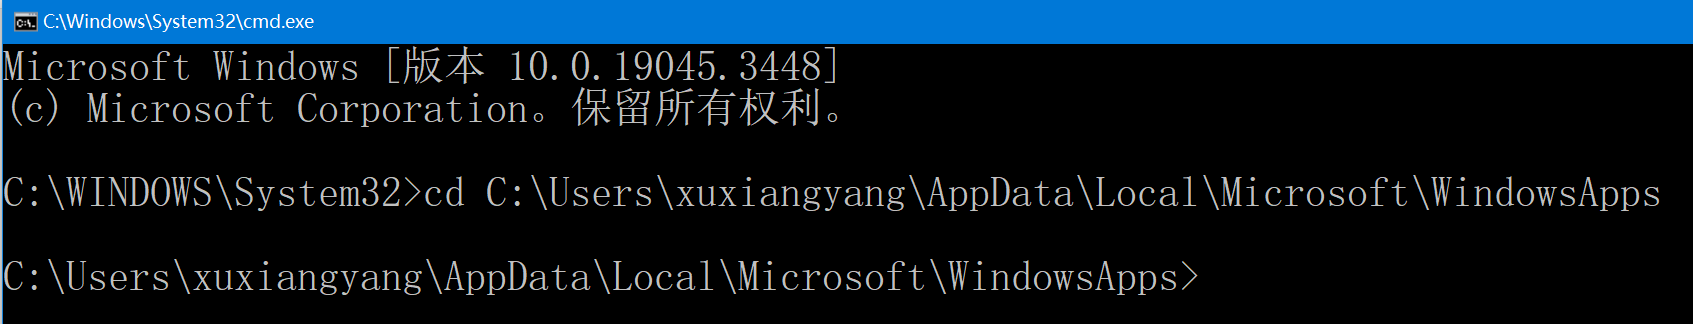 C:\Windows\System32\cmd.exe
Microsoft Windows [版本 10.0.19045.3448]
(c) Microsoft Corporation。保留所有权利。
C:\WINDOWS\System32>cd C:\Users\xuxiangyang\AppData\Local\Microsoft\WindowsApps
C:\Users\xuxiangyang\AppData\Local\Microsoft\WindowsApps>